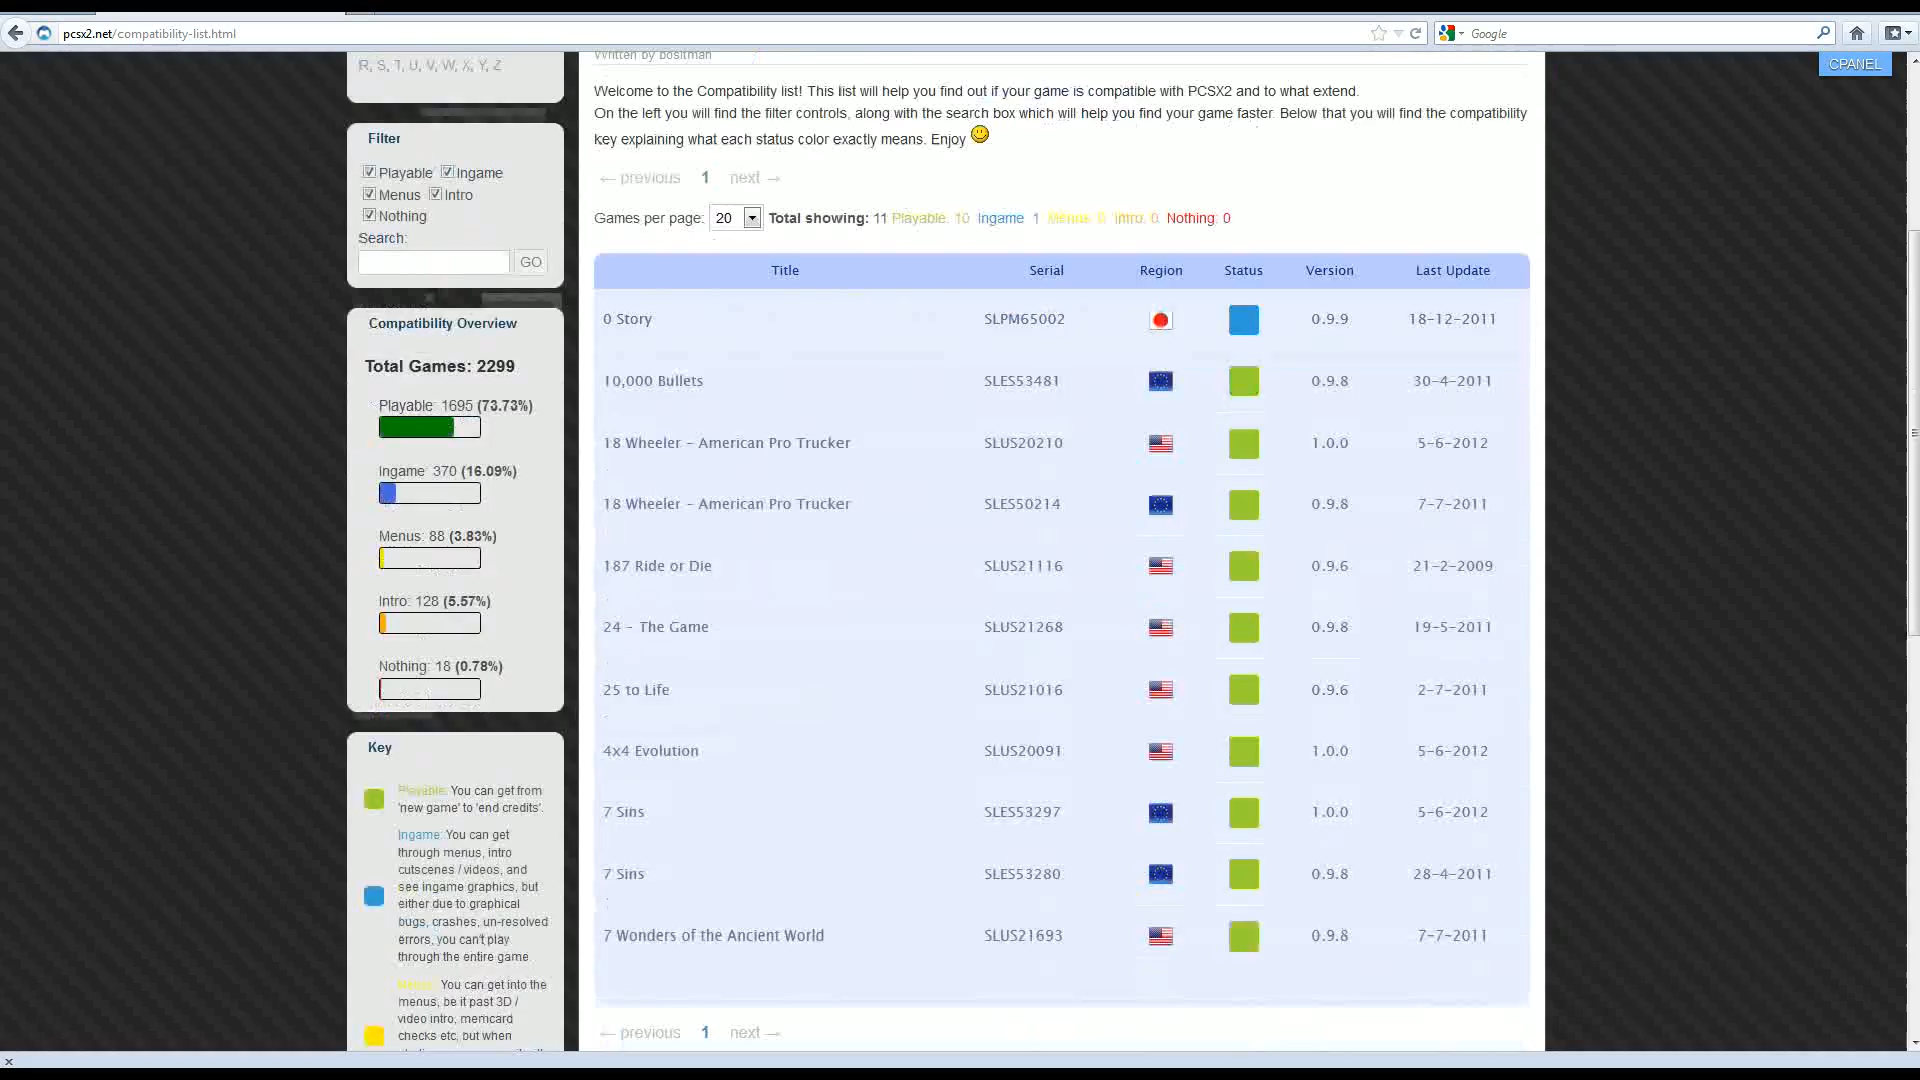 pcsx2.net/compatibility-list.html
Google
CPANEL
R, S, T, U, V, W, X, Y, Z
Filter
Playable Ingame
Menus Intro
Nothing
Search:
GO
Compatibility Overview
Total Games: 2299
Playable: 1695 (73.73%)
Ingame: 370 (16.09%)
Menus: 88 (3.83%)
Intro: 128 (5.57%)
Nothing: 18 (0.78%)
Key
Playable: You can get from
'new game' to 'end credits'.
Ingame: You can get
through menus, intro
cutscenes / videos, and
see ingame graphics, but
either due to graphical
bugs, crashes, un-resolved
errors, you can't play
through the entire game
Menus: You can get into the
menus, be it past 3D /
video intro, memcard
checks etc, but when
Written by bositman
Welcome to the Compatibility list! This list will help you find out if your game is compatible with PCSX2 and to what extend.
On the left you will find the filter controls, along with the search box which will help you find your game faster. Below that you will find the compatibility
key explaining what each status color exactly means. Enjoy
← previous 1 next →
Games per page: 20 Total showing: 11 Playable: 10 Ingame 1 Menus: 0 Intro: 0 Nothing: 0
Title Serial Region Status Version Last Update
0 Story SLPM65002 0.9.9 18-12-2011
10,000 Bullets SLES53481 0.9.8 30-4-2011
18 Wheeler - American Pro Trucker SLUS20210 1.0.0 5-6-2012
18 Wheeler - American Pro Trucker SLES50214 0.9.8 7-7-2011
187 Ride or Die SLUS21116 0.9.6 21-2-2009
24 - The Game SLUS21268 0.9.8 19-5-2011
25 to Life SLUS21016 0.9.6 2-7-2011
4x4 Evolution SLUS20091 1.0.0 5-6-2012
7 Sins SLES53297 1.0.0 5-6-2012
7 Sins SLES53280 0.9.8 28-4-2011
7 Wonders of the Ancient World SLUS21693 0.9.8 7-7-2011
← previous 1 next →